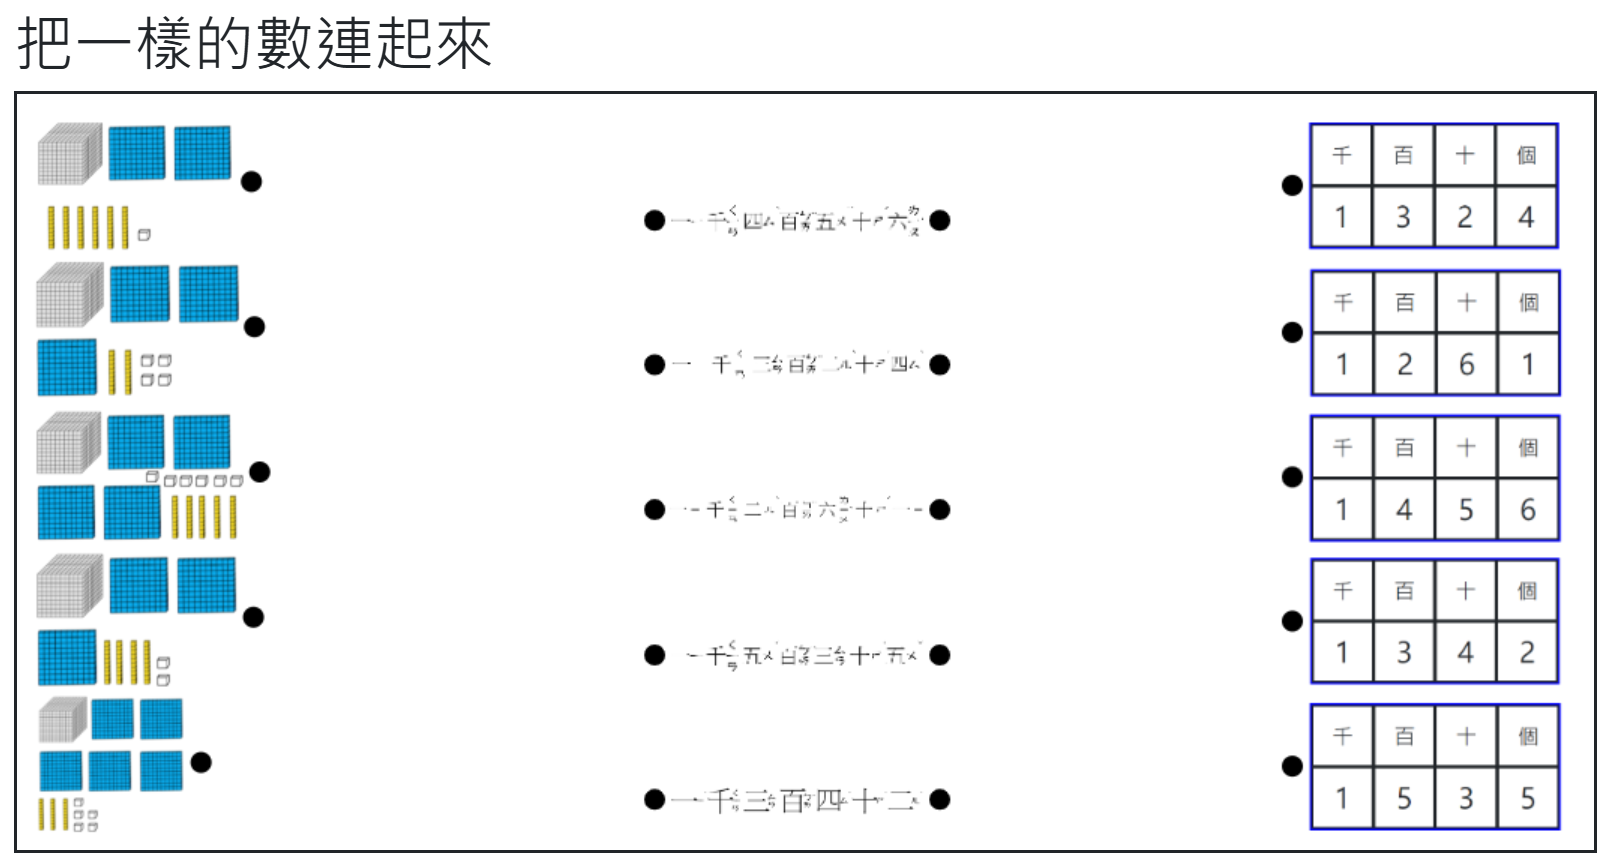 把一樣的數連起來
一千四百五十六
一千三百二十四
一千二百六十一
一千五百三十五
一千三百四十二
千 百 十 個
1 3 2 4
千 百 十 個
1 2 6 1
千 百 十 個
1 4 5 6
千 百 十 個
1 3 4 2
千 百 十 個
1 5 3 5